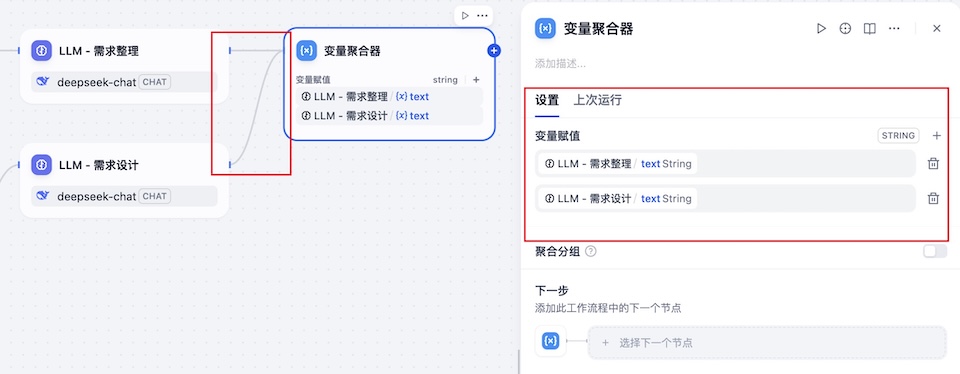 LLM - 需求整理
deepseek-chat CHAT
LLM - 需求设计
deepseek-chat CHAT
变量聚合器
变量赋值 string +
LLM - 需求整理 / {x} text
LLM - 需求设计 / {x} text
变量聚合器
添加描述...
设置 上次运行
变量赋值 STRING +
LLM - 需求整理 / text String
LLM - 需求设计 / text String
聚合分组
下一步
添加此工作流程中的下一个节点
+ 选择下一个节点